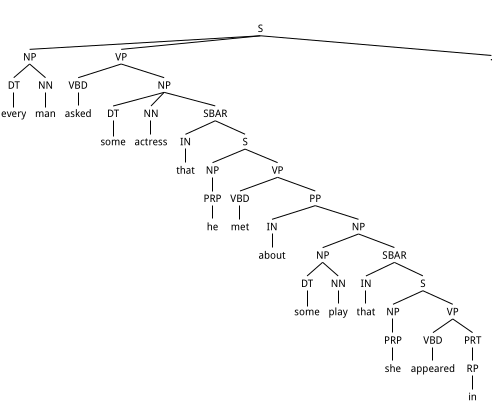 S
NP VP
DT NN VBD NP
every man asked DT NN SBAR
some actress IN S
that NP VP
PRP VBD PP
he met IN NP
about NP SBAR
DT NN IN S
some play that NP VP
PRP VBD PRT
she appeared RP
in